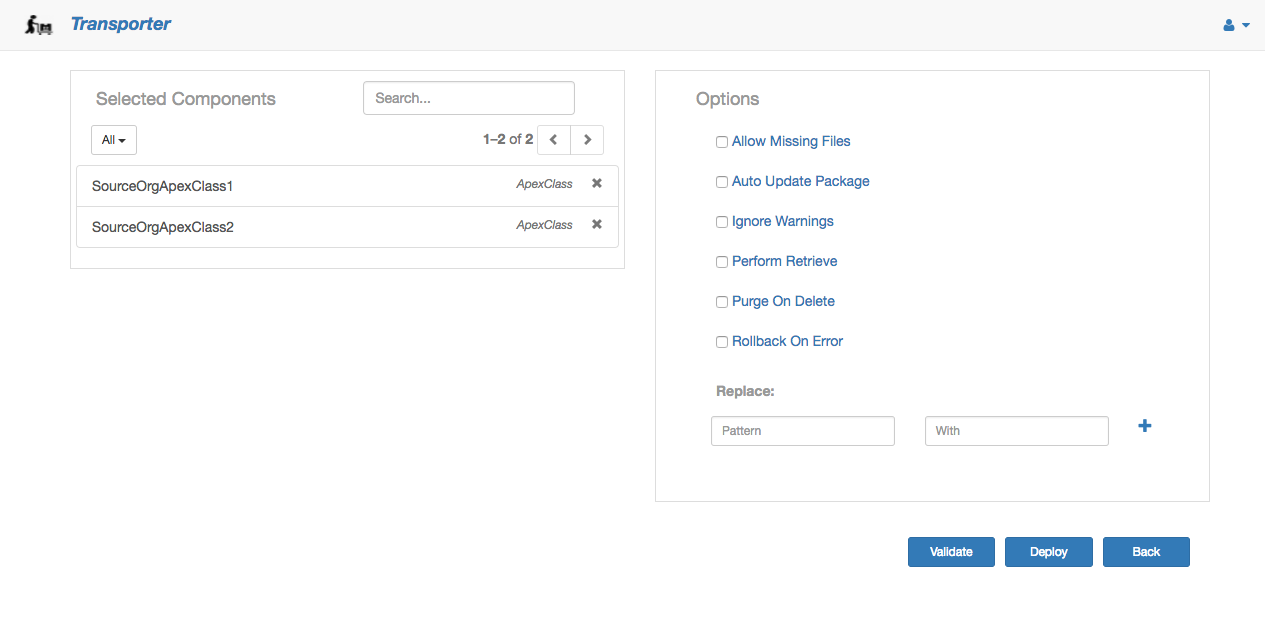 Transporter
Selected Components
Search...
All
1–2 of 2
SourceOrgApexClass1 ApexClass
SourceOrgApexClass2 ApexClass
Options
Allow Missing Files
Auto Update Package
Ignore Warnings
Perform Retrieve
Purge On Delete
Rollback On Error
Replace:
Pattern With
Validate Deploy Back